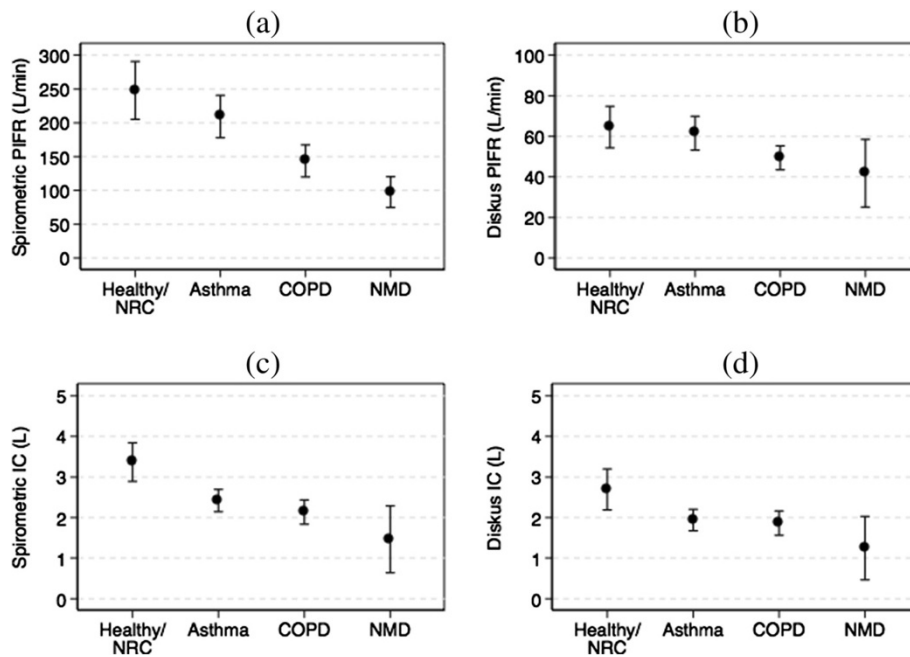 (a)
Spirometric PIFR (L/min)
300
250
200
150
100
50
0
Healthy/
NRC
Asthma
COPD
NMD
(b)
Diskus PIFR (L/min)
100
80
60
40
20
0
Healthy/
NRC
Asthma
COPD
NMD
(c)
Spirometric IC (L)
5
4
3
2
1
0
Healthy/
NRC
Asthma
COPD
NMD
(d)
Diskus IC (L)
5
4
3
2
1
0
Healthy/
NRC
Asthma
COPD
NMD